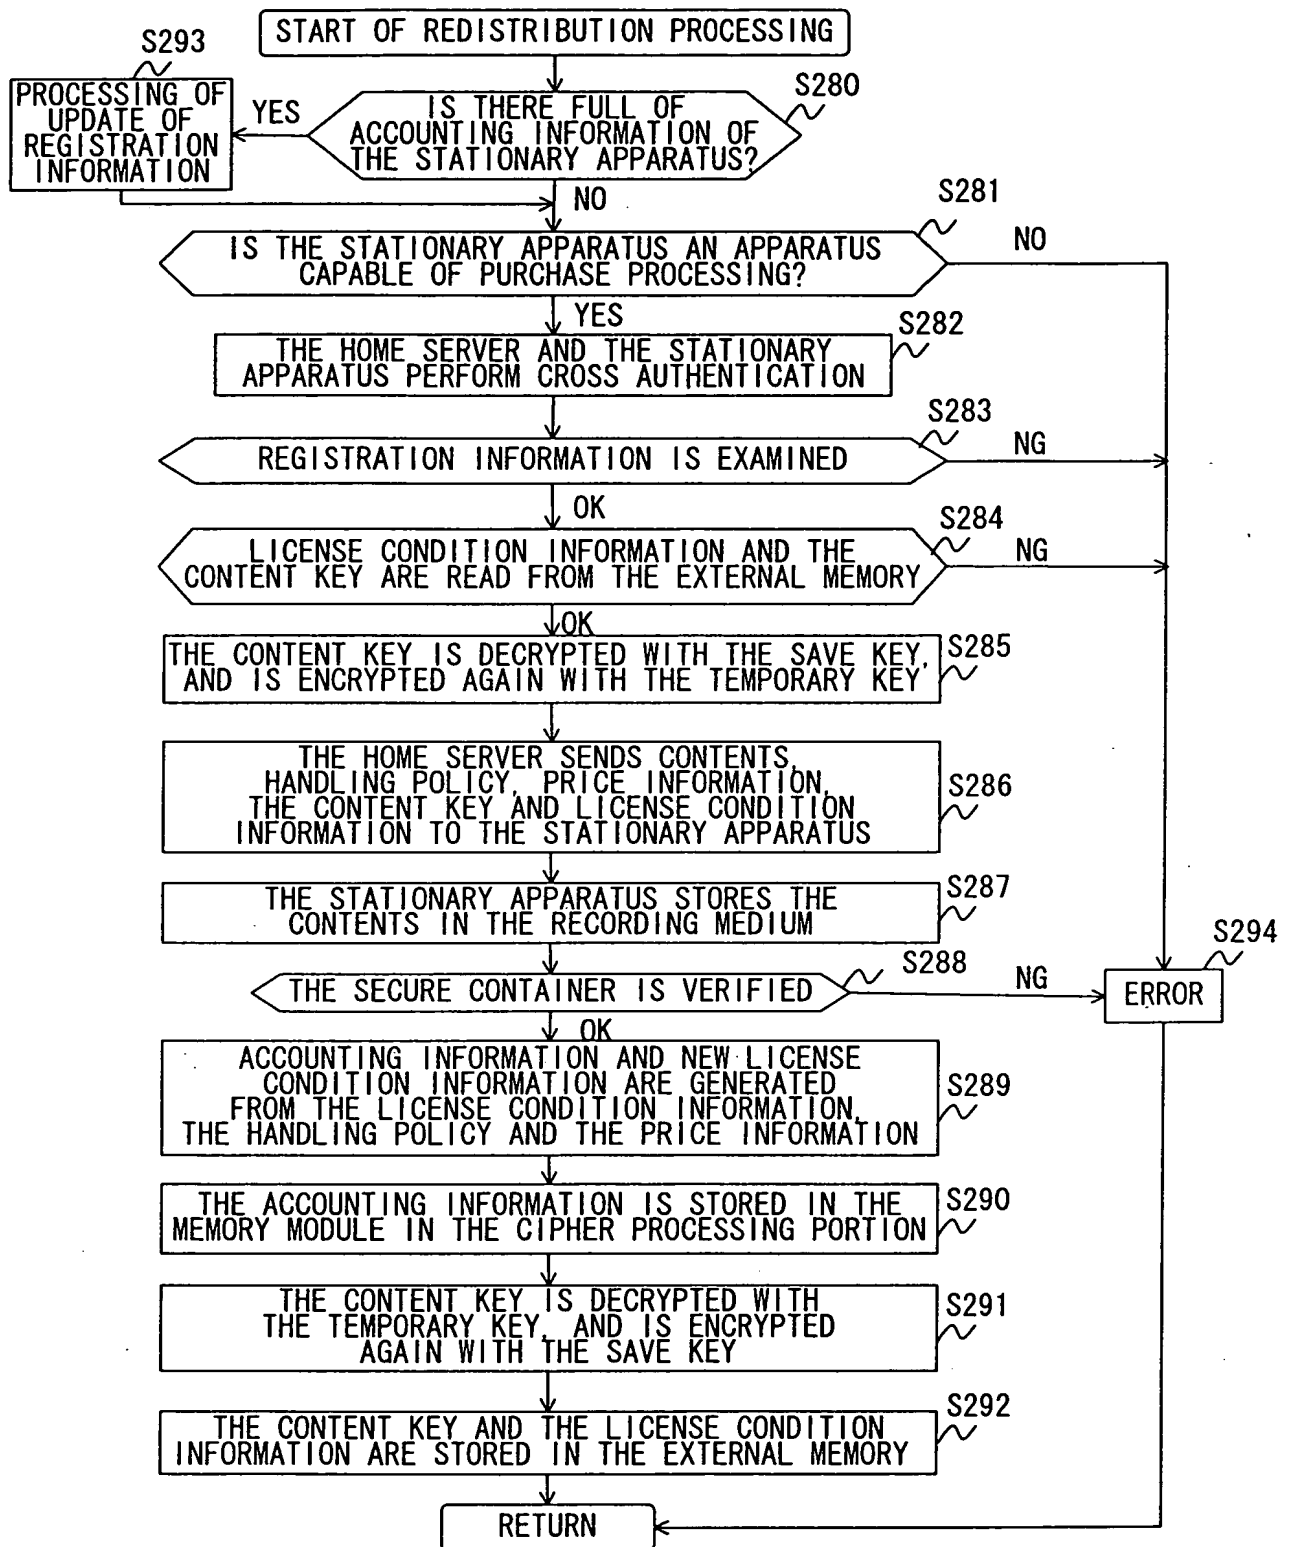 START OF REDISTRIBUTION PROCESSING
S293
PROCESSING OF
UPDATE OF
REGISTRATION
INFORMATION
YES
S280
IS THERE FULL OF
ACCOUNTING INFORMATION OF
THE STATIONARY APPARATUS?
NO
S281
IS THE STATIONARY APPARATUS AN APPARATUS
CAPABLE OF PURCHASE PROCESSING?
NO
YES
S282
THE HOME SERVER AND THE STATIONARY
APPARATUS PERFORM CROSS AUTHENTICATION
S283
REGISTRATION INFORMATION IS EXAMINED
NG
OK
S284
LICENSE CONDITION INFORMATION AND THE
CONTENT KEY ARE READ FROM THE EXTERNAL MEMORY
NG
OK
S285
THE CONTENT KEY IS DECRYPTED WITH THE SAVE KEY,
AND IS ENCRYPTED AGAIN WITH THE TEMPORARY KEY
S286
THE HOME SERVER SENDS CONTENTS,
HANDLING POLICY, PRICE INFORMATION,
THE CONTENT KEY AND LICENSE CONDITION
INFORMATION TO THE STATIONARY APPARATUS
S287
THE STATIONARY APPARATUS STORES THE
CONTENTS IN THE RECORDING MEDIUM
S288
THE SECURE CONTAINER IS VERIFIED
NG
S294
ERROR
OK
S289
ACCOUNTING INFORMATION AND NEW LICENSE
CONDITION INFORMATION ARE GENERATED
FROM THE LICENSE CONDITION INFORMATION,
THE HANDLING POLICY AND THE PRICE INFORMATION
S290
THE ACCOUNTING INFORMATION IS STORED IN THE
MEMORY MODULE IN THE CIPHER PROCESSING PORTION
S291
THE CONTENT KEY IS DECRYPTED WITH
THE TEMPORARY KEY, AND IS ENCRYPTED
AGAIN WITH THE SAVE KEY
S292
THE CONTENT KEY AND THE LICENSE CONDITION
INFORMATION ARE STORED IN THE EXTERNAL MEMORY
RETURN